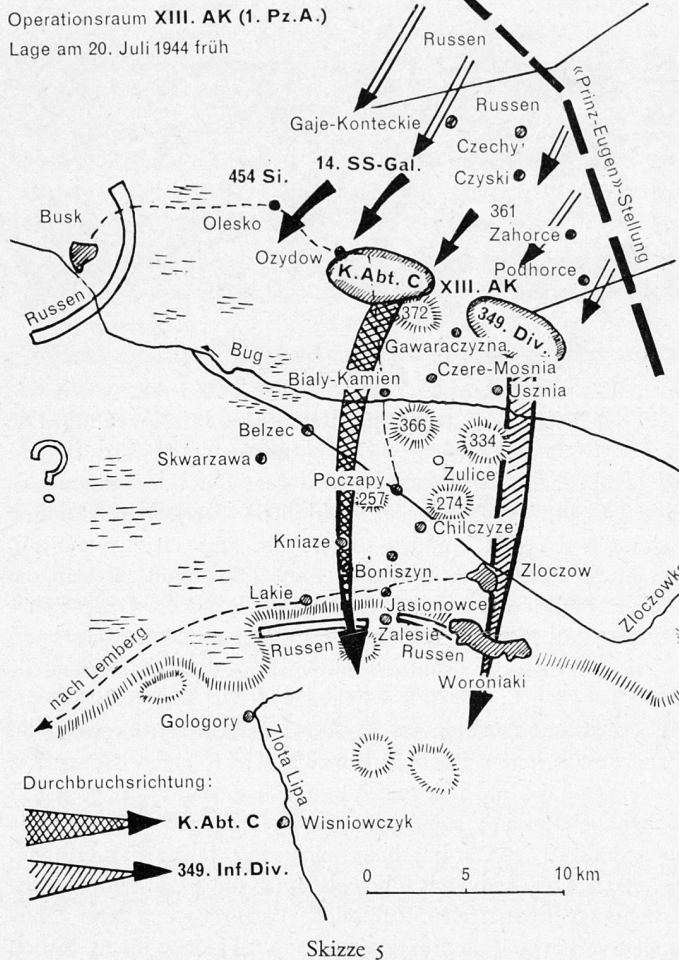 Operationsraum XIII. AK (1. Pz.A.)
Lage am 20. Juli 1944 früh
Russen
Russen
Gaje-Konteckie
Czechy
Czyski
«Prinz-Eugen»-Stellung
14. SS-Gal.
454 Si.
361
Busk
Olesko
Zahorce
Ozydow
Podhorce
K.Abt. C
XIII. AK
Russen
372
349. Div.
Gawaraczyzna
Bug
Czere-Mosnia
Bialy-Kamien
Usznia
366
Belzec
334
?
Skwarzawa
Zulice
Poczapy
257
274
Chilczyze
Kniaze
Boniszyn
Zloczow
Zloczowka
Lakie
Jasionowce
nach Lemberg
Russen
Zalesie
Russen
Woroniaki
Gologory
Zlota Lipa
Durchbruchsrichtung:
K.Abt. C
Wisniowczyk
349. Inf.Div.
0 5 10 km
Skizze 5